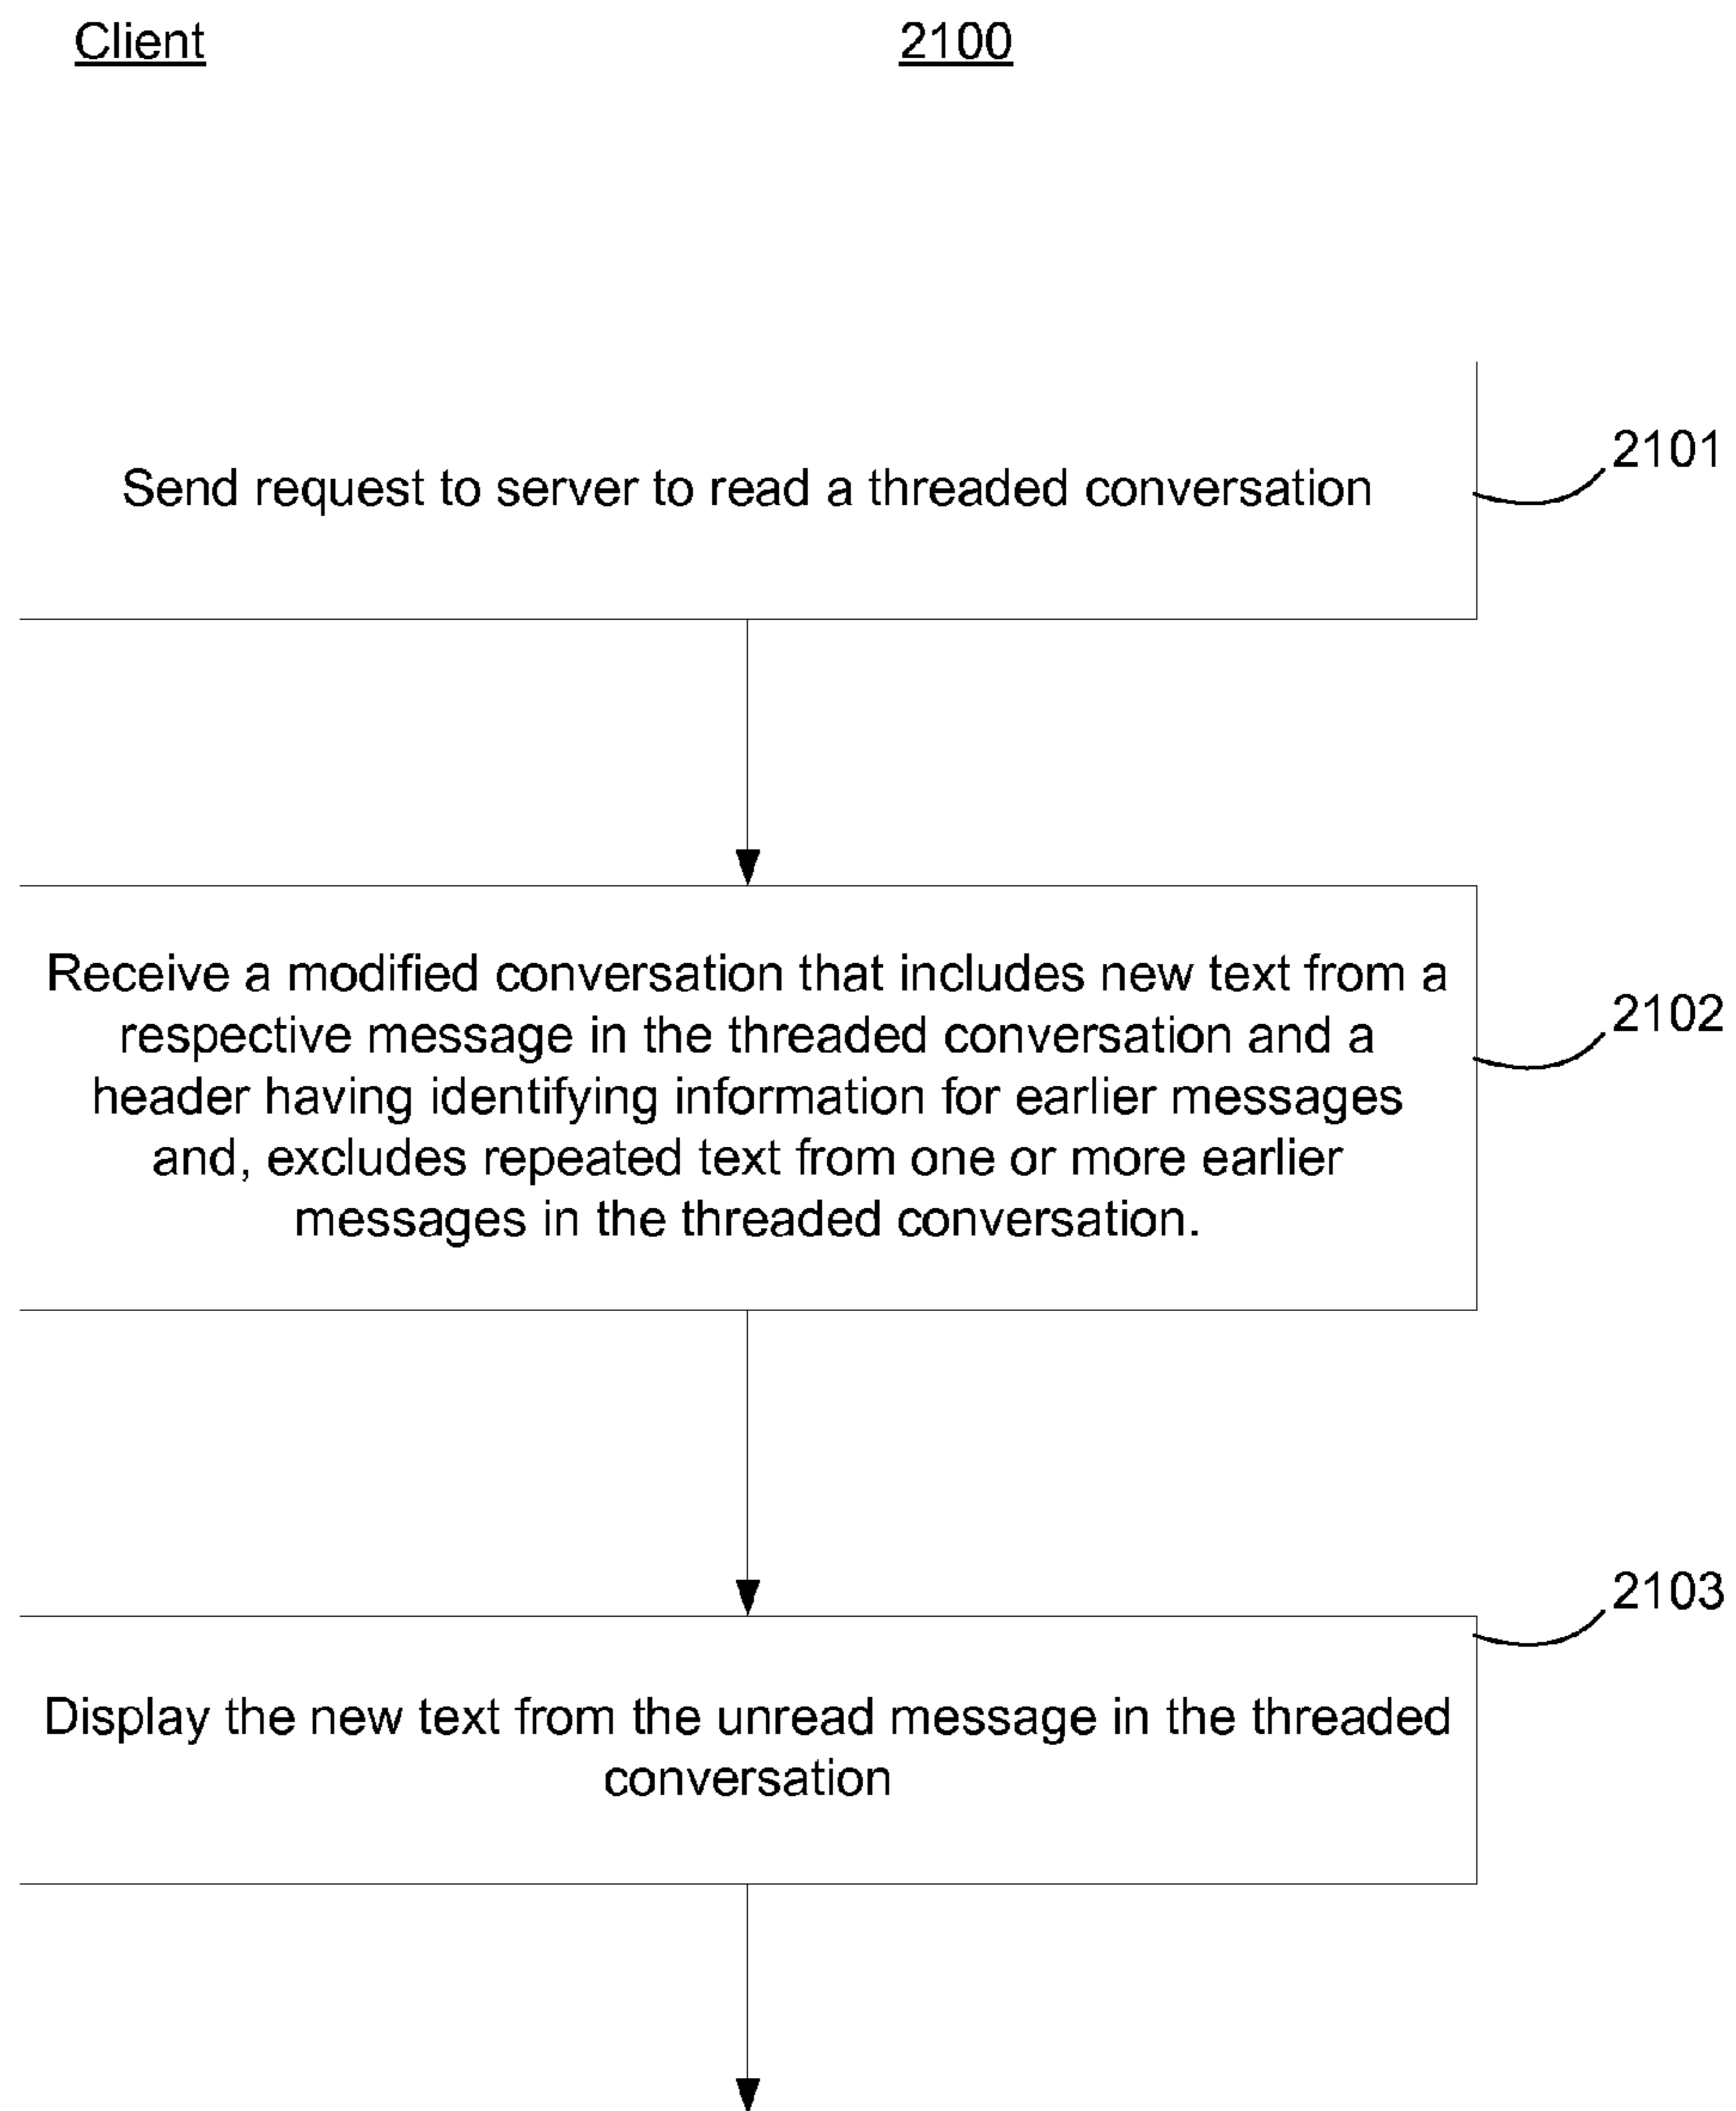 Client
2100
Send request to server to read a threaded conversation
2101
Receive a modified conversation that includes new text from a
respective message in the threaded conversation and a
header having identifying information for earlier messages
and, excludes repeated text from one or more earlier
messages in the threaded conversation.
2102
2103
Display the new text from the unread message in the threaded
conversation